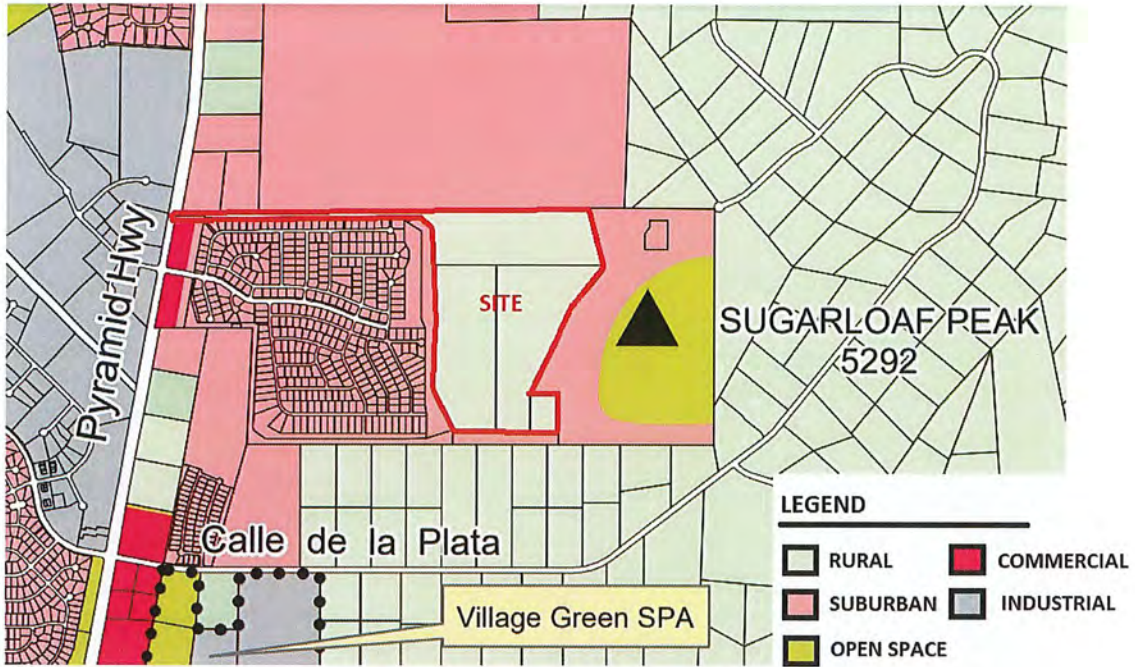 Pyramid Hwy
SITE
SUGARLOAF PEAK
5292
Calle de la Plata
Village Green SPA
LEGEND
RURAL
COMMERCIAL
SUBURBAN
INDUSTRIAL
OPEN SPACE